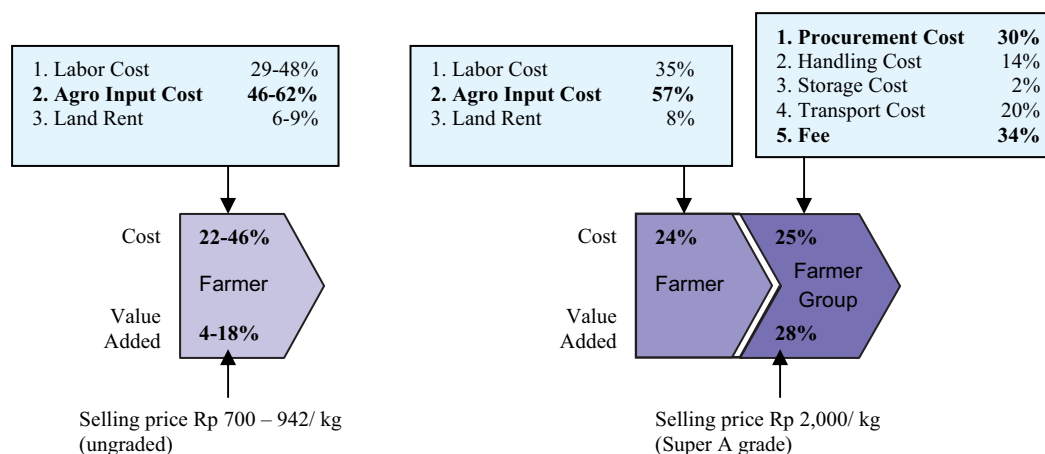 1. Labor Cost 29-48%
2. Agro Input Cost 46-62%
3. Land Rent 6-9%
Cost
22-46%
Farmer
Value
Added
4-18%
Selling price Rp 700 – 942/ kg
(ungraded)
1. Labor Cost 35%
2. Agro Input Cost 57%
3. Land Rent 8%
1. Procurement Cost 30%
2. Handling Cost 14%
3. Storage Cost 2%
4. Transport Cost 20%
5. Fee 34%
Cost
24%
Farmer
Value
Added
25%
Farmer
Group
28%
Selling price Rp 2,000/ kg
(Super A grade)